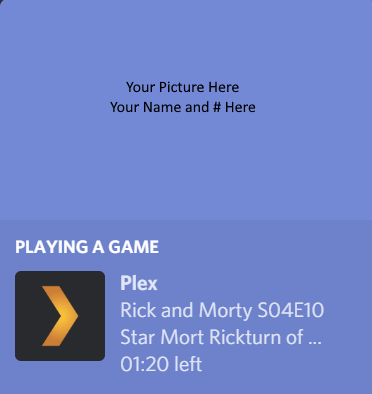 Your Picture Here
Your Name and # Here
PLAYING A GAME
Plex
Rick and Morty S04E10
Star Mort Rickturn of ...
01:20 left